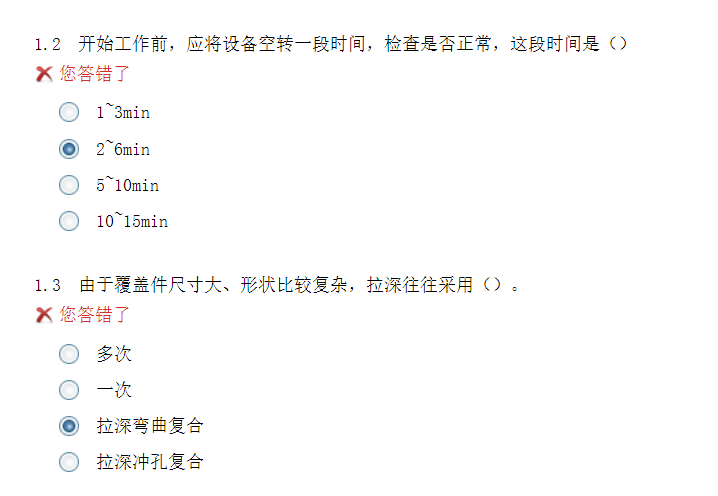 1.2 开始工作前，应将设备空转一段时间，检查是否正常，这段时间是（）
您答错了
1~3min
2~6min
5~10min
10~15min
1.3 由于覆盖件尺寸大、形状比较复杂，拉深往往采用（）。
您答错了
多次
一次
拉深弯曲复合
拉深冲孔复合